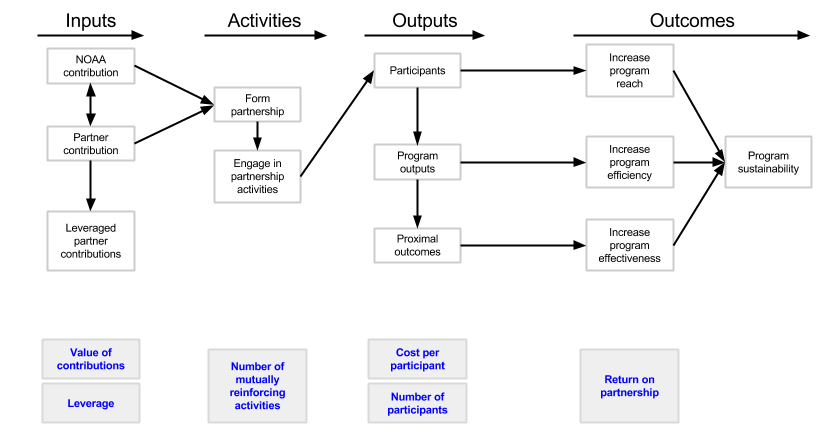 Inputs
Activities
Outputs
Outcomes
NOAA
contribution
Partner
contribution
Leveraged
partner
contributions
Form
partnership
Engage in
partnership
activities
Participants
Program
outputs
Proximal
outcomes
Increase
program
reach
Increase
program
efficiency
Increase
program
effectiveness
Program
sustainability
Value of
contributions
Leverage
Number of
mutually
reinforcing
activities
Cost per
participant
Number of
participants
Return on
partnership